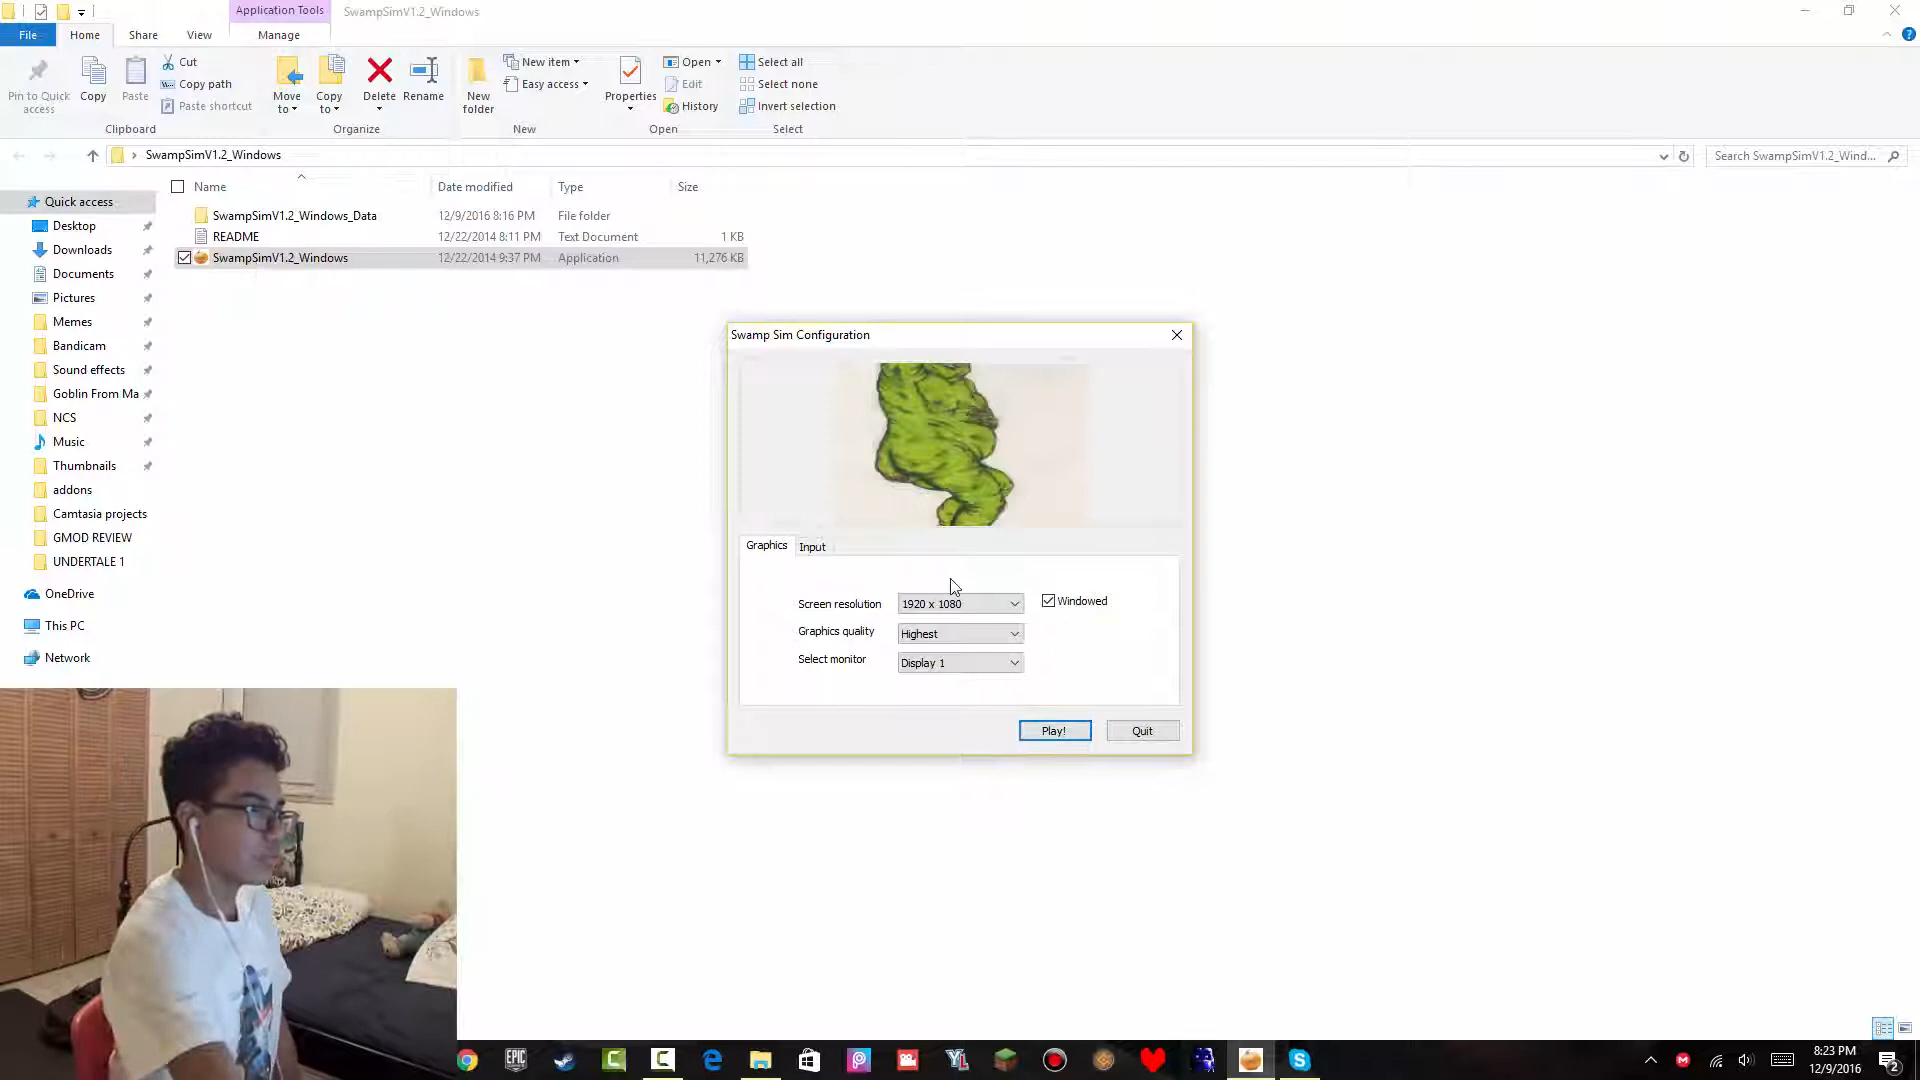 Application Tools
SwampSimV1.2_Windows
File
Home
Share
View
Manage
Pin to Quick access
Copy
Paste
Cut
Copy path
Paste shortcut
Clipboard
Move to
Copy to
Delete
Rename
Organize
New folder
New item
Easy access
New
Properties
Open
Edit
History
Open
Select all
Select none
Invert selection
Select
SwampSimV1.2_Windows
Search SwampSimV1.2_Wind...
Name
Date modified
Type
Size
SwampSimV1.2_Windows_Data 12/9/2016 8:16 PM File folder
README 12/22/2014 8:11 PM Text Document 1 KB
SwampSimV1.2_Windows 12/22/2014 9:37 PM Application 11,276 KB
Quick access
Desktop
Downloads
Documents
Pictures
Memes
Bandicam
Sound effects
Goblin From Ma
NCS
Music
Thumbnails
addons
Camtasia projects
GMOD REVIEW
UNDERTALE 1
OneDrive
This PC
Network
Swamp Sim Configuration
Graphics
Input
Screen resolution 1920 x 1080
Windowed
Graphics quality Highest
Select monitor Display 1
Play!
Quit
EPIC
GAMES
YL
8:23 PM
12/9/2016
2